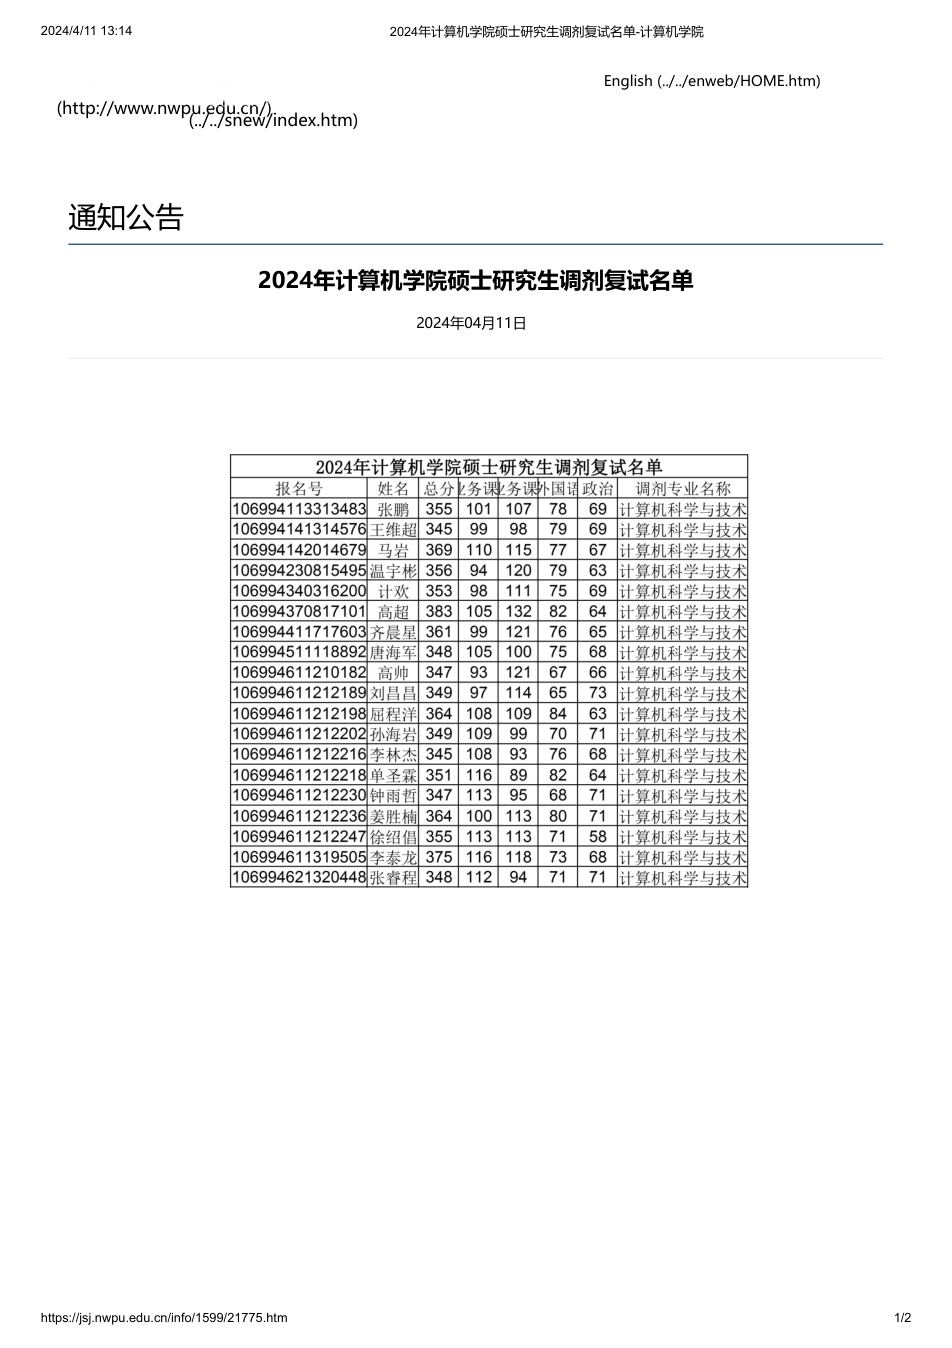 2024/4/11 13:14 2024年计算机学院硕士研究生调剂复试名单-计算机学院
English (../../enweb/HOME.htm)
(http://www.nwpu.edu.cn/)
(../../snew/index.htm)
通知公告
2024年计算机学院硕士研究生调剂复试名单
2024年04月11日
2024年计算机学院硕士研究生调剂复试名单
报名号 姓名 总分 业务课 业务课 外国语 政治 调剂专业名称
106994113313483 张鹏 355 101 107 78 69 计算机科学与技术
106994141314576 王维超 345 99 98 79 69 计算机科学与技术
106994142014679 马岩 369 110 115 77 67 计算机科学与技术
106994230815495 温宇彬 356 94 120 79 63 计算机科学与技术
106994340316200 计欢 353 98 111 75 69 计算机科学与技术
106994370817101 高超 383 105 132 82 64 计算机科学与技术
106994411717603 齐晨星 361 99 121 76 65 计算机科学与技术
106994511118892 唐海军 348 105 100 75 68 计算机科学与技术
106994611210182 高帅 347 93 121 67 66 计算机科学与技术
106994611212189 刘昌昌 349 97 114 65 73 计算机科学与技术
106994611212198 屈程洋 364 108 109 84 63 计算机科学与技术
106994611212202 孙海岩 349 109 99 70 71 计算机科学与技术
106994611212216 李林杰 345 108 93 76 68 计算机科学与技术
106994611212218 单圣霖 351 116 89 82 64 计算机科学与技术
106994611212230 钟雨哲 347 113 95 68 71 计算机科学与技术
106994611212236 姜胜楠 364 100 113 80 71 计算机科学与技术
106994611212247 徐绍倡 355 113 113 71 58 计算机科学与技术
106994611319505 李泰龙 375 116 118 73 68 计算机科学与技术
106994621320448 张睿程 348 112 94 71 71 计算机科学与技术
https://jsj.nwpu.edu.cn/info/1599/21775.htm 1/2